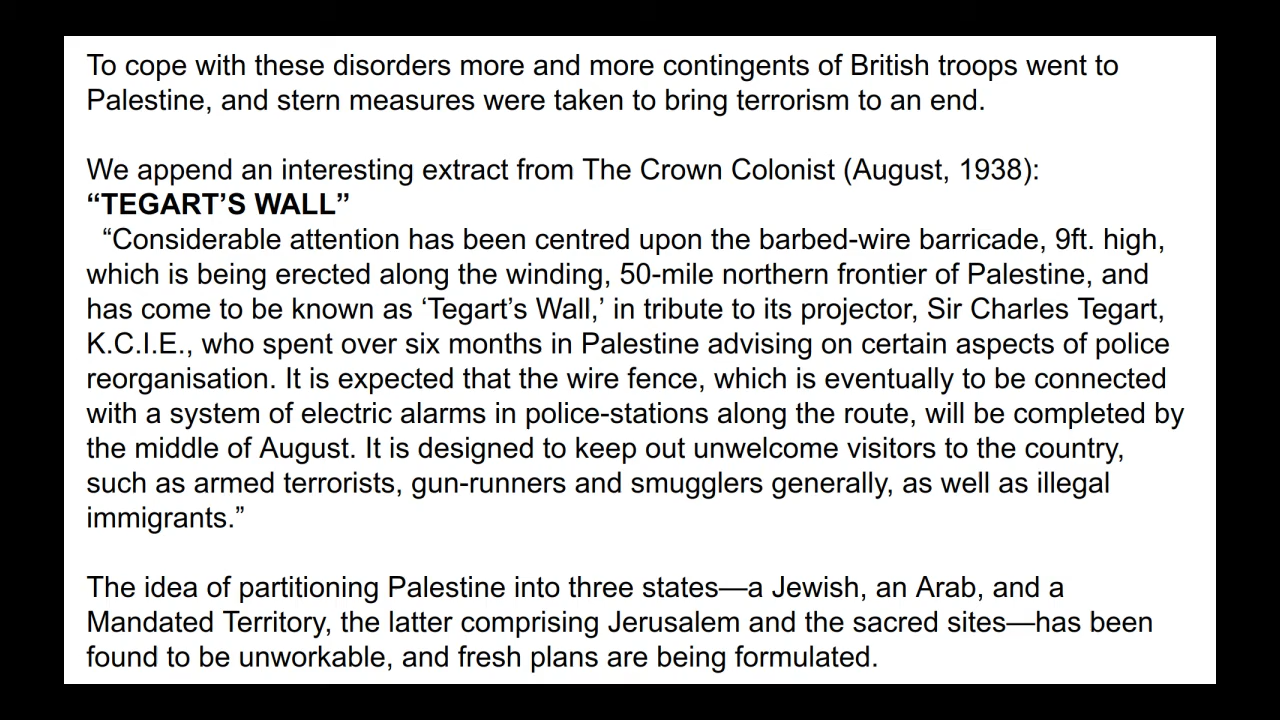 To cope with these disorders more and more contingents of British troops went to
Palestine, and stern measures were taken to bring terrorism to an end.
We append an interesting extract from The Crown Colonist (August, 1938):
“TEGART’S WALL”
“Considerable attention has been centred upon the barbed-wire barricade, 9ft. high,
which is being erected along the winding, 50-mile northern frontier of Palestine, and
has come to be known as ‘Tegart’s Wall,’ in tribute to its projector, Sir Charles Tegart,
K.C.I.E., who spent over six months in Palestine advising on certain aspects of police
reorganisation. It is expected that the wire fence, which is eventually to be connected
with a system of electric alarms in police-stations along the route, will be completed by
the middle of August. It is designed to keep out unwelcome visitors to the country,
such as armed terrorists, gun-runners and smugglers generally, as well as illegal
immigrants.”
The idea of partitioning Palestine into three states—a Jewish, an Arab, and a
Mandated Territory, the latter comprising Jerusalem and the sacred sites—has been
found to be unworkable, and fresh plans are being formulated.